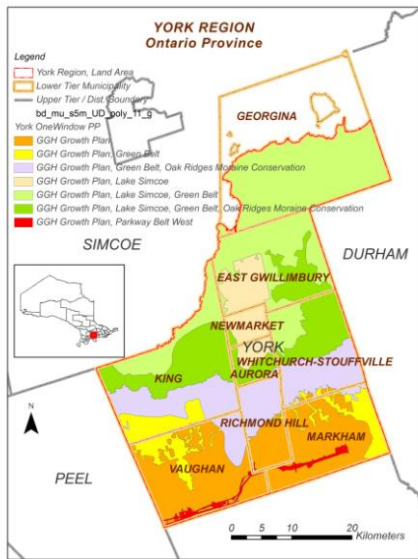 YORK REGION
Ontario Province
Legend
York Region, Land Area
Lower Tier Municipality
Upper Tier / Dist. Boundary
bd_mu_s5m_UD_poly_11_g
York OneWindow PP
GGH Growth Plan
GGH Growth Plan, Green Belt
GGH Growth Plan, Green Belt, Oak Ridges Moraine Conservation
GGH Growth Plan, Lake Simcoe
GGH Growth Plan, Lake Simcoe, Green Belt
GGH Growth Plan, Lake Simcoe, Green Belt, Oak Ridges Moraine Conservation
GGH Growth Plan, Parkway Belt West
GEORGINA
SIMCOE
DURHAM
EAST GWILLIMBURY
NEWMARKET
YORK
WHITCHURCH-STOUFFVILLE
AURORA
KING
N
RICHMOND HILL
MARKHAM
VAUGHAN
PEEL
0 5 10 20
Kilometers